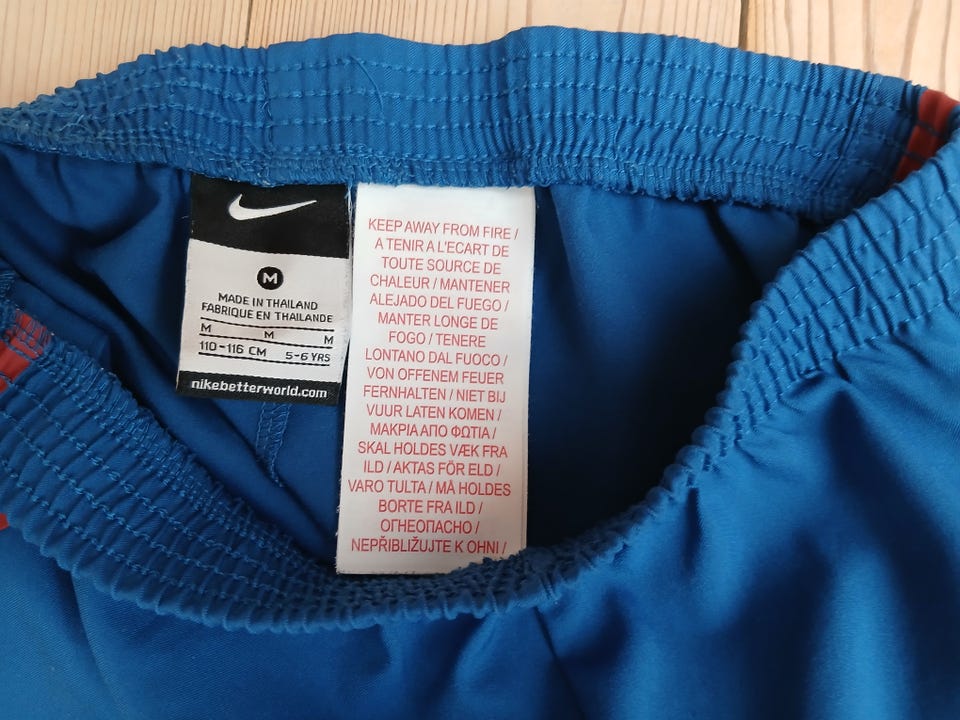 M
MADE IN THAILAND
FABRIQUE EN THAILANDE
M M M
110-116 CM 5-6 YRS
nikebetterworld.com
KEEP AWAY FROM FIRE /
A TENIR A L'ECART DE
TOUTE SOURCE DE
CHALEUR / MANTENER
ALEJADO DEL FUEGO /
MANTER LONGE DE
FOGO / TENERE
LONTANO DAL FUOCO /
VON OFFENEM FEUER
FERNHALTEN / NIET BIJ
VUUR LATEN KOMEN /
ΜΑΚΡΙΑ ΑΠΟ ΦΩΤΙΑ /
SKAL HOLDES VÆK FRA
ILD / AKTAS FÖR ELD /
VARO TULTA / MÅ HOLDES
BORTE FRA ILD /
ОГНЕОПАСНО /
NEPŘIBLIŽUJTE K OHNI /